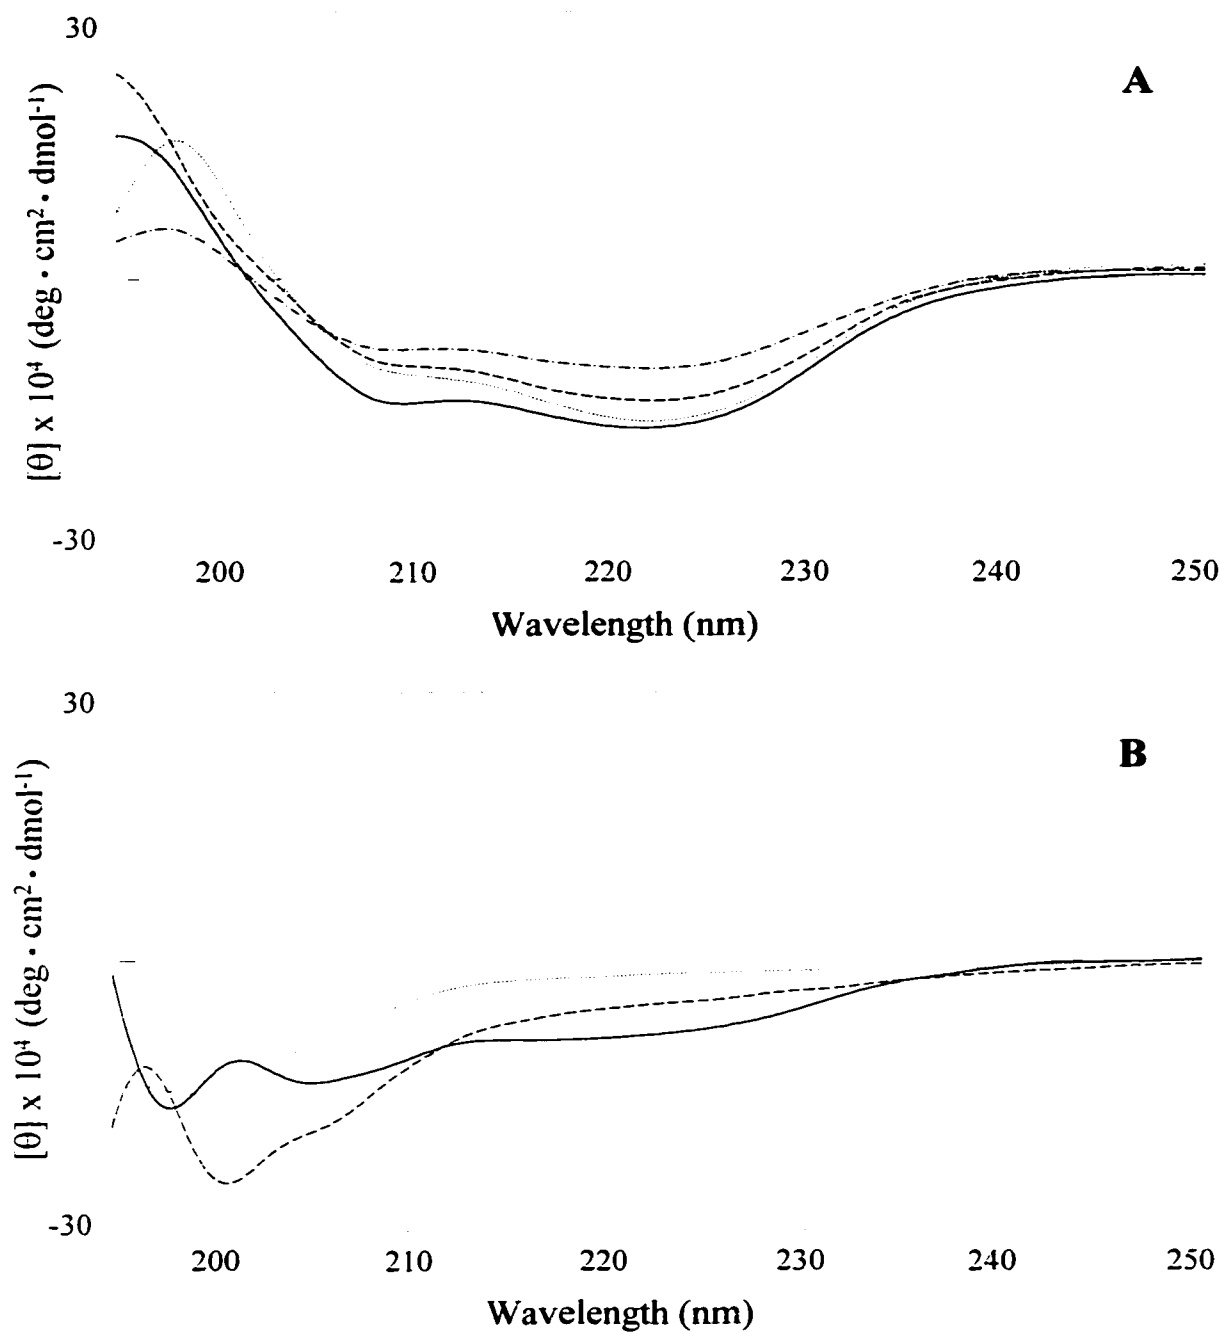 30
A
[θ] x 10⁴ (deg · cm² · dmol⁻¹)
-30
200 210 220 230 240 250
Wavelength (nm)
30
B
[θ] x 10⁴ (deg · cm² · dmol⁻¹)
-30
200 210 220 230 240 250
Wavelength (nm)